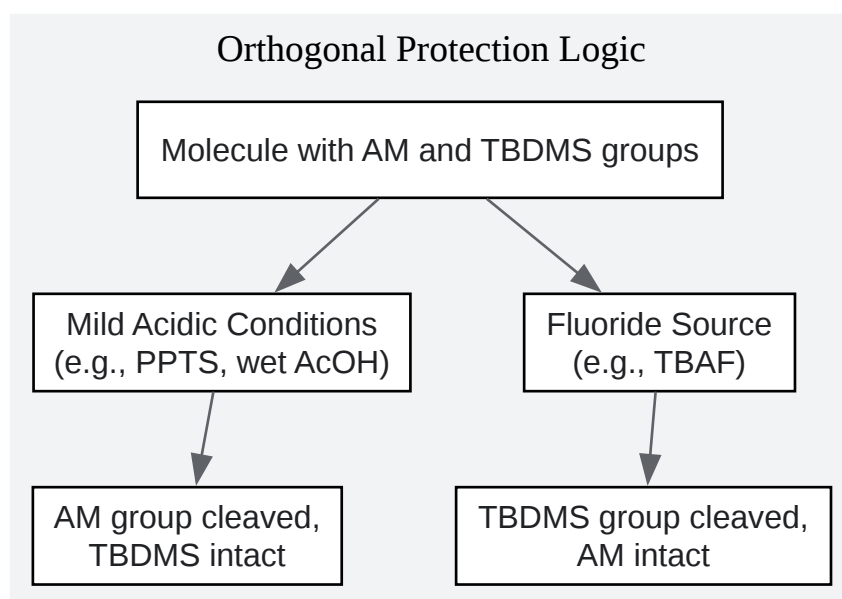 Orthogonal Protection Logic
Molecule with AM and TBDMS groups
Mild Acidic Conditions
(e.g., PPTS, wet AcOH)
Fluoride Source
(e.g., TBAF)
AM group cleaved,
TBDMS intact
TBDMS group cleaved,
AM intact